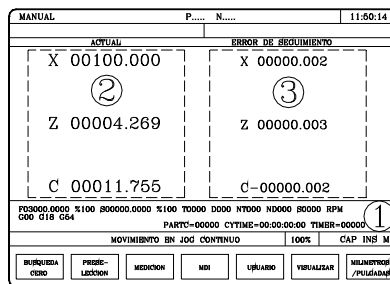 MANUAL P..... N..... 11:50:14
ACTUAL ERROR DE SEGUIMIENTO
X 00100.000 X 00000.002
2 3
Z 00004.269 Z 00000.003
C 00011.755 C-00000.002
F03000.0000 %100 S00000.0000 %100 T0000 D000 NT000 ND000 S0000 RPM
G00 G18 G54
PARTC=00000 CYTIME=00:00:00:00 TIMER=00000
1
MOVIMIENTO EN JOG CONTINUO 100% CAP INS M
BUSQUEDA CERO PRESE-LECCION MEDICION MDI USUARIO VISUALIZAR MILIMETROS /PULGADAS